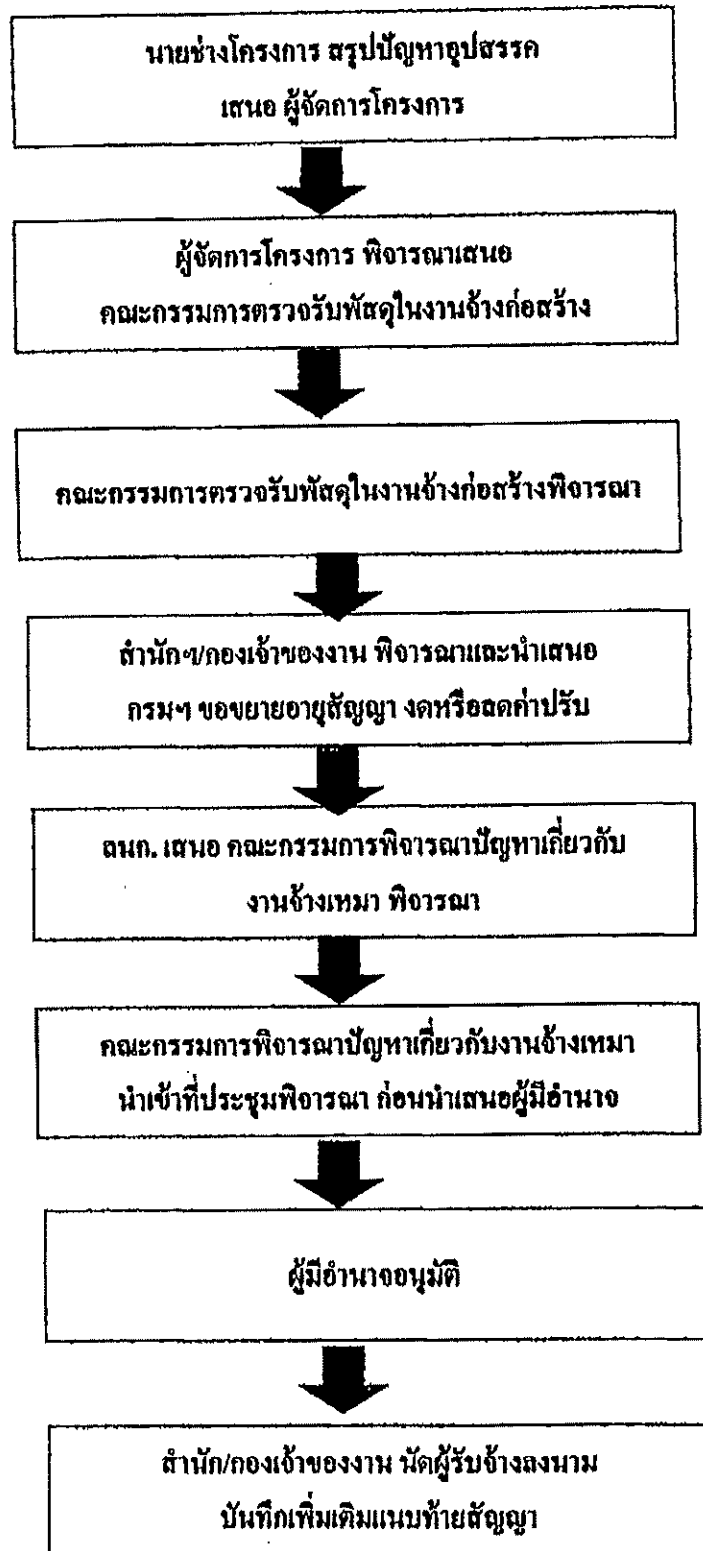 นายช่างโครงการ สรุปปัญหาอุปสรรค
เสนอ ผู้จัดการโครงการ
ผู้จัดการโครงการ พิจารณาเสนอ
คณะกรรมการตรวจรับพัสดุในงานจ้างก่อสร้าง
คณะกรรมการตรวจรับพัสดุในงานจ้างก่อสร้างพิจารณา
สำนักฯ/กองเจ้าของงาน พิจารณาและนำเสนอ
กรมฯ ขอขยายอายุสัญญา งดหรือลดค่าปรับ
ลนก. เสนอ คณะกรรมการพิจารณาปัญหาเกี่ยวกับ
งานจ้างเหมา พิจารณา
คณะกรรมการพิจารณาปัญหาเกี่ยวกับงานจ้างเหมา
นำเข้าที่ประชุมพิจารณา ก่อนนำเสนอผู้มีอำนาจ
ผู้มีอำนาจอนุมัติ
สำนัก/กองเจ้าของงาน นัดผู้รับจ้างลงนาม
บันทึกเพิ่มเติมแนบท้ายสัญญา